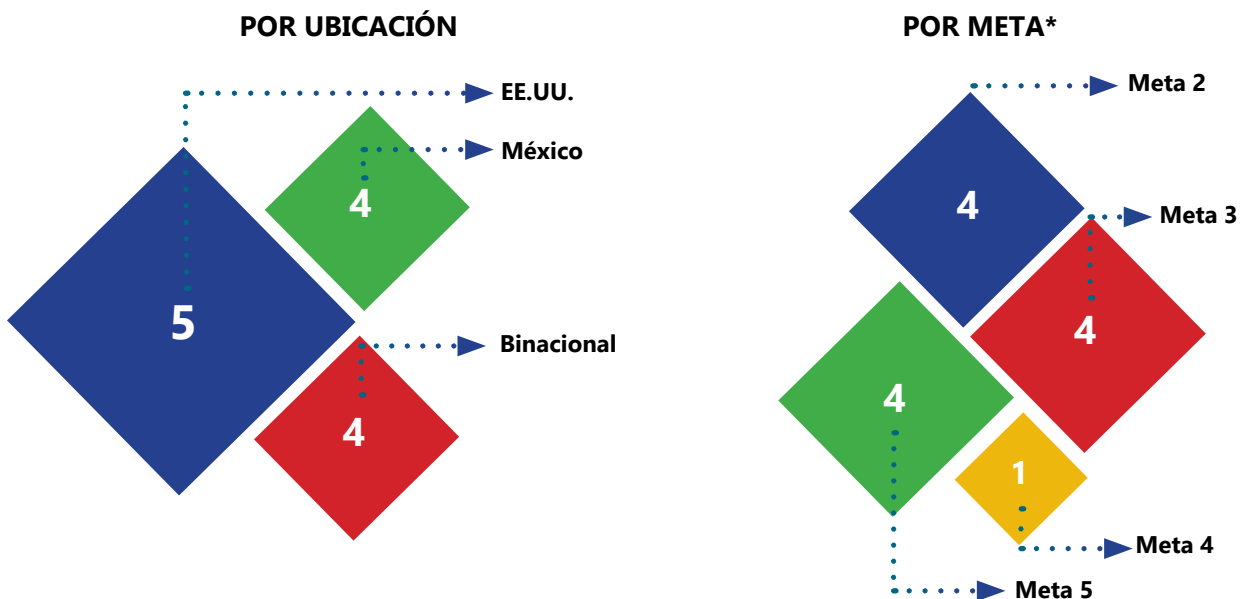 POR UBICACIÓN
EE.UU.
México
4
5
Binacional
4
POR META*
Meta 2
4
Meta 3
4
4
1
Meta 4
Meta 5